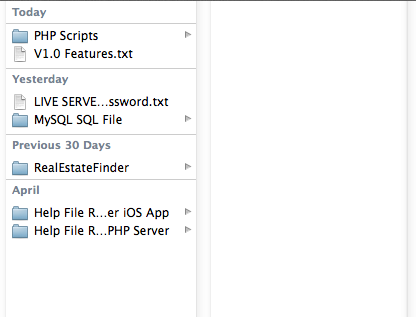 Today
PHP Scripts
V1.0 Features.txt
Yesterday
LIVE SERVE...ssword.txt
MySQL SQL File
Previous 30 Days
RealEstateFinder
April
Help File R...er iOS App
Help File R...PHP Server